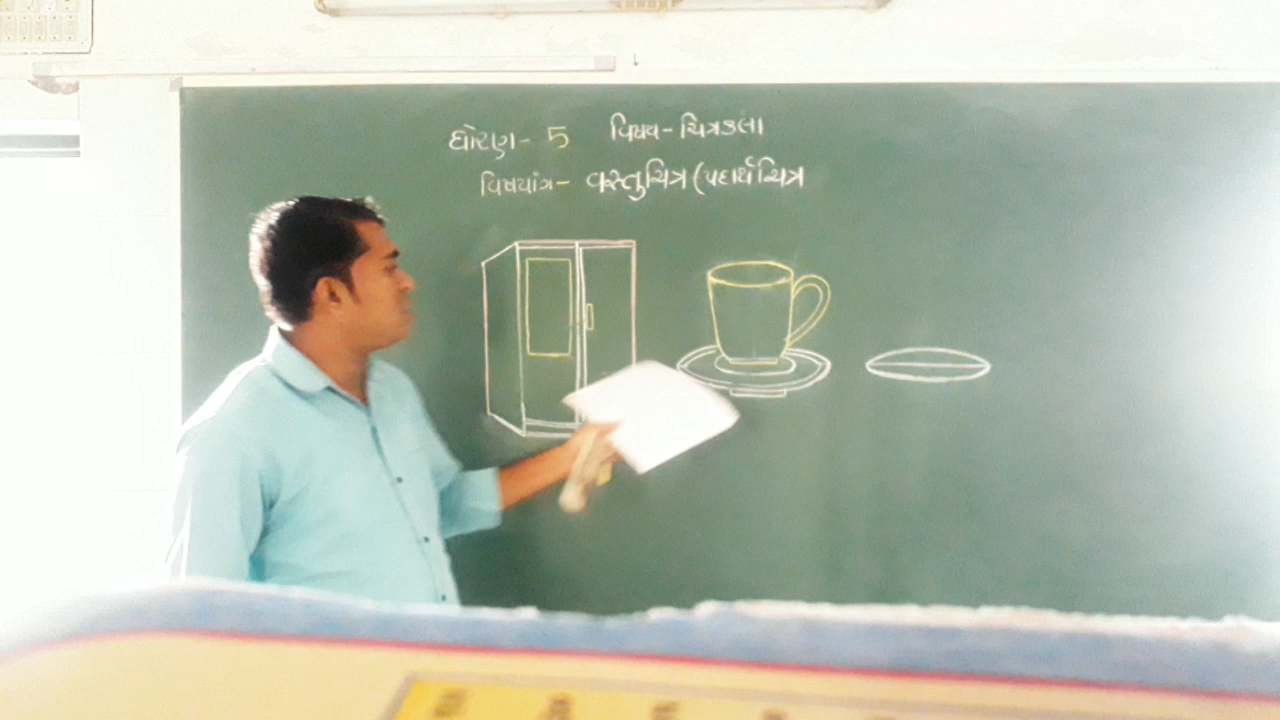 ધોરણ - 5 વિષય - ચિત્રકલા
વિષયાંગ - વસ્તુચિત્ર (પદાર્થચિત્ર